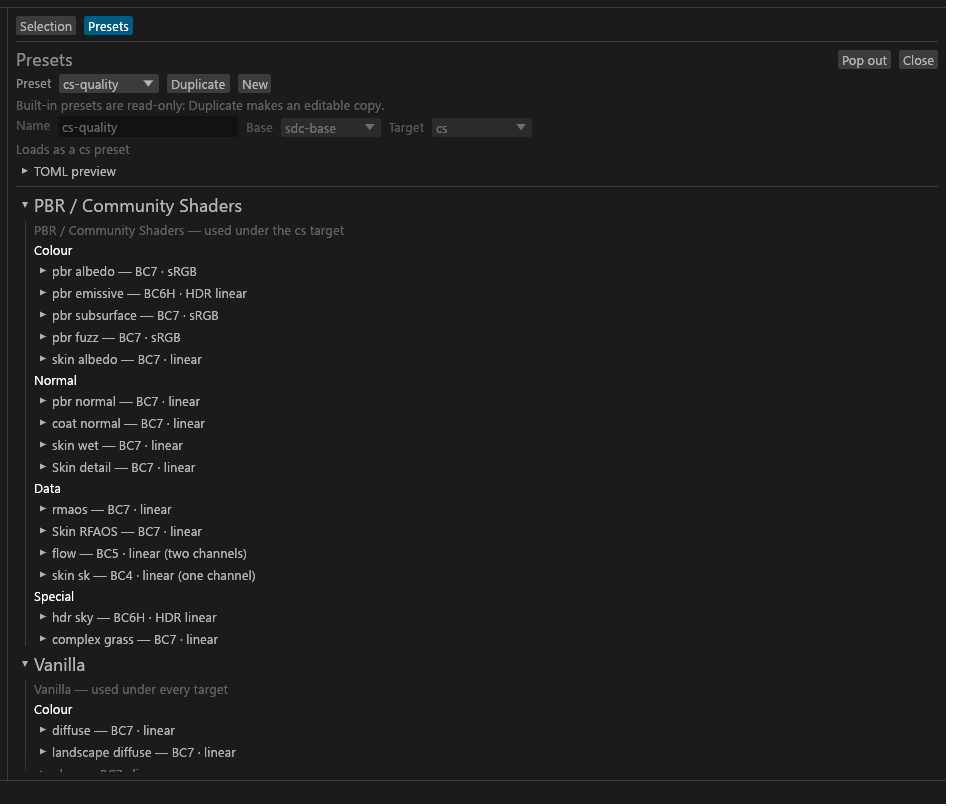 Selection Presets
Presets Pop out Close
Preset cs-quality Duplicate New
Built-in presets are read-only: Duplicate makes an editable copy.
Name cs-quality Base sdc-base Target cs
Loads as a cs preset
TOML preview
PBR / Community Shaders
PBR / Community Shaders — used under the cs target
Colour
pbr albedo — BC7 · sRGB
pbr emissive — BC6H · HDR linear
pbr subsurface — BC7 · sRGB
pbr fuzz — BC7 · sRGB
skin albedo — BC7 · linear
Normal
pbr normal — BC7 · linear
coat normal — BC7 · linear
skin wet — BC7 · linear
Skin detail — BC7 · linear
Data
rmaos — BC7 · linear
Skin RFAOS — BC7 · linear
flow — BC5 · linear (two channels)
skin sk — BC4 · linear (one channel)
Special
hdr sky — BC6H · HDR linear
complex grass — BC7 · linear
Vanilla
Vanilla — used under every target
Colour
diffuse — BC7 · linear
landscape diffuse — BC7 · linear